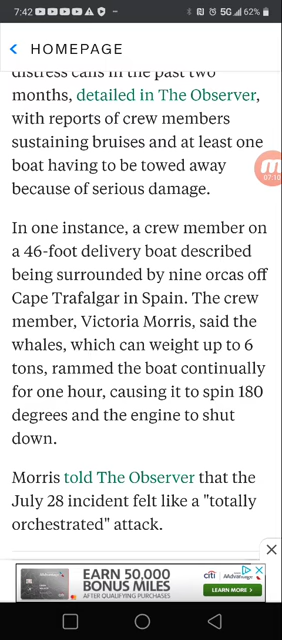 7:42
5G 62%
HOMEPAGE
distress calls in the past two
months, detailed in The Observer,
with reports of crew members
sustaining bruises and at least one
boat having to be towed away
because of serious damage.
07:10
In one instance, a crew member on
a 46-foot delivery boat described
being surrounded by nine orcas off
Cape Trafalgar in Spain. The crew
member, Victoria Morris, said the
whales, which can weight up to 6
tons, rammed the boat continually
for one hour, causing it to spin 180
degrees and the engine to shut
down.
Morris told The Observer that the
July 28 incident felt like a "totally
orchestrated" attack.
EARN 50,000
BONUS MILES
AFTER QUALIFYING PURCHASES
citi AAdvantage
LEARN MORE